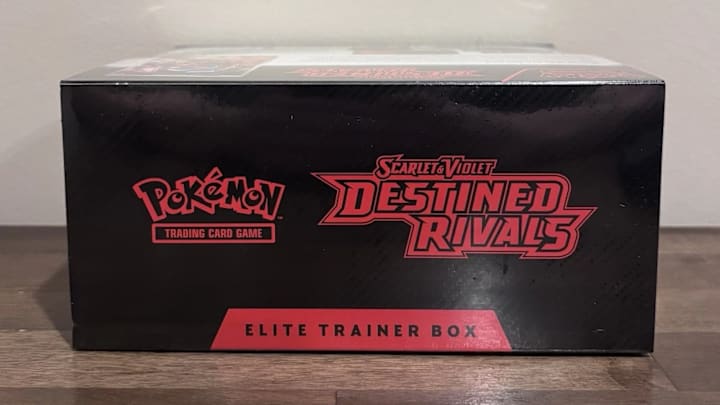 POKéMON
TRADING CARD GAME
SCARLET & VIOLET
DESTINED
RIVALS
ELITE TRAINER BOX